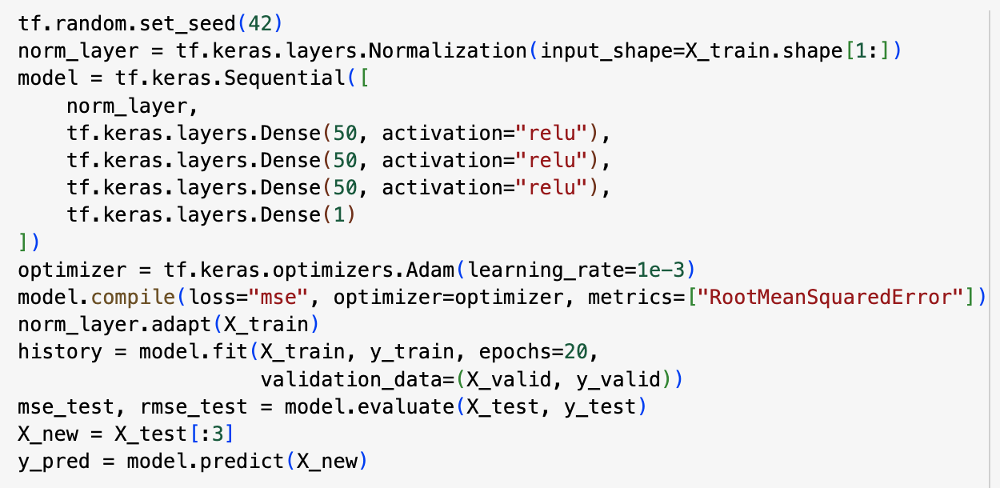 tf.random.set_seed(42)
norm_layer = tf.keras.layers.Normalization(input_shape=X_train.shape[1:])
model = tf.keras.Sequential([
    norm_layer,
    tf.keras.layers.Dense(50, activation="relu"),
    tf.keras.layers.Dense(50, activation="relu"),
    tf.keras.layers.Dense(50, activation="relu"),
    tf.keras.layers.Dense(1)
])
optimizer = tf.keras.optimizers.Adam(learning_rate=1e-3)
model.compile(loss="mse", optimizer=optimizer, metrics=["RootMeanSquaredError"])
norm_layer.adapt(X_train)
history = model.fit(X_train, y_train, epochs=20,
                    validation_data=(X_valid, y_valid))
mse_test, rmse_test = model.evaluate(X_test, y_test)
X_new = X_test[:3]
y_pred = model.predict(X_new)